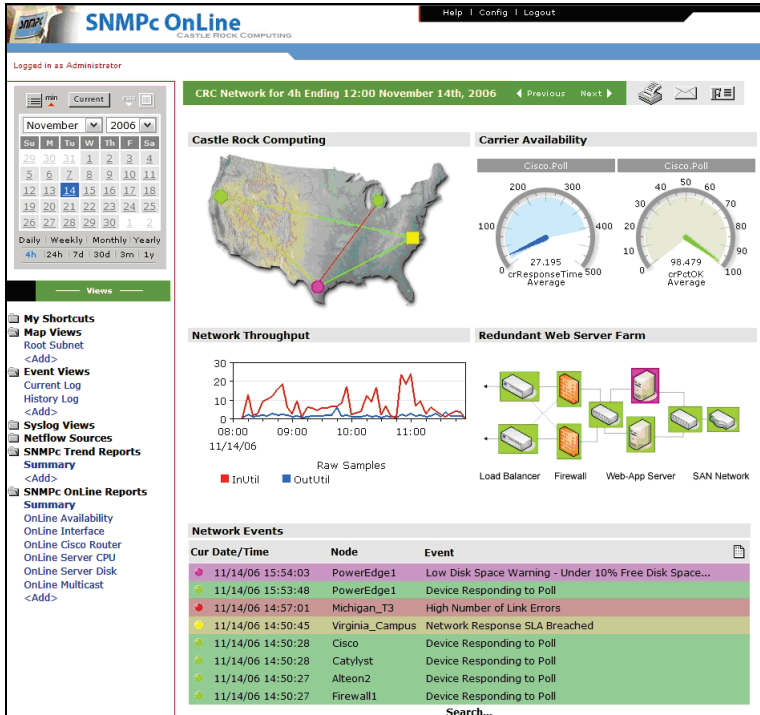 Help | Config | Logout
SNMPc
SNMPc OnLine
CASTLE ROCK COMPUTING
Logged in as Administrator
min Current max
November 2006
Su M Tu W Th F Sa
29 30 31 1 2 3 4
5 6 7 8 9 10 11
12 13 14 15 16 17 18
19 20 21 22 23 24 25
26 27 28 29 30 1 2
Daily | Weekly | Monthly | Yearly
4h | 24h | 7d | 30d | 3m | 1y
Views
My Shortcuts
Map Views
Root Subnet
<Add>
Event Views
Current Log
History Log
<Add>
Syslog Views
Netflow Sources
SNMPc Trend Reports
Summary
<Add>
SNMPc OnLine Reports
Summary
OnLine Availability
OnLine Interface
OnLine Cisco Router
OnLine Server CPU
OnLine Server Disk
OnLine Multicast
<Add>
CRC Network for 4h Ending 12:00 November 14th, 2006 Previous Next
Castle Rock Computing
Carrier Availability
Cisco.Poll
0 100 200 300 400 500
27.195
crResponseTime
Average
Cisco.Poll
0 10 20 30 40 50 60 70 80 90 100
98.479
crPctOK
Average
Network Throughput
30
20
10
0
08:00 09:00 10:00 11:00
11/14/06
Raw Samples
InUtil OutUtil
Redundant Web Server Farm
Load Balancer Firewall Web-App Server SAN Network
Network Events
Cur Date/Time Node Event
11/14/06 15:54:03 PowerEdge1 Low Disk Space Warning - Under 10% Free Disk Space...
11/14/06 15:53:48 PowerEdge1 Device Responding to Poll
11/14/06 14:57:01 Michigan_T3 High Number of Link Errors
11/14/06 14:50:45 Virginia_Campus Network Response SLA Breached
11/14/06 14:50:28 Cisco Device Responding to Poll
11/14/06 14:50:28 Catylyst Device Responding to Poll
11/14/06 14:50:27 Alteon2 Device Responding to Poll
11/14/06 14:50:27 Firewall1 Device Responding to Poll
Search...